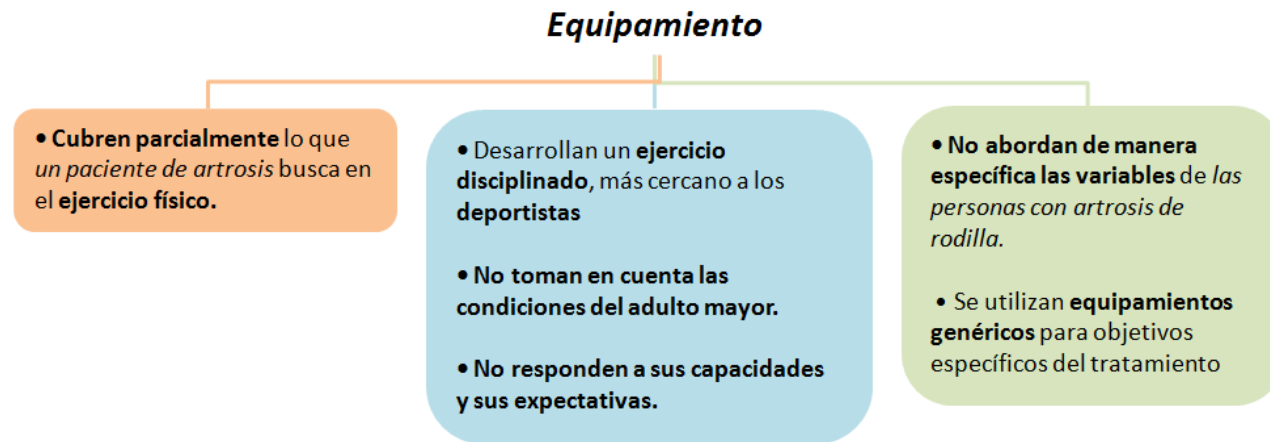 Equipamiento
• Cubren parcialmente lo que
un paciente de artrosis busca en
el ejercicio físico.
• Desarrollan un ejercicio
disciplinado, más cercano a los
deportistas
• No toman en cuenta las
condiciones del adulto mayor.
• No responden a sus capacidades
y sus expectativas.
• No abordan de manera
específica las variables de las
personas con artrosis de
rodilla.
• Se utilizan equipamientos
genéricos para objetivos
específicos del tratamiento